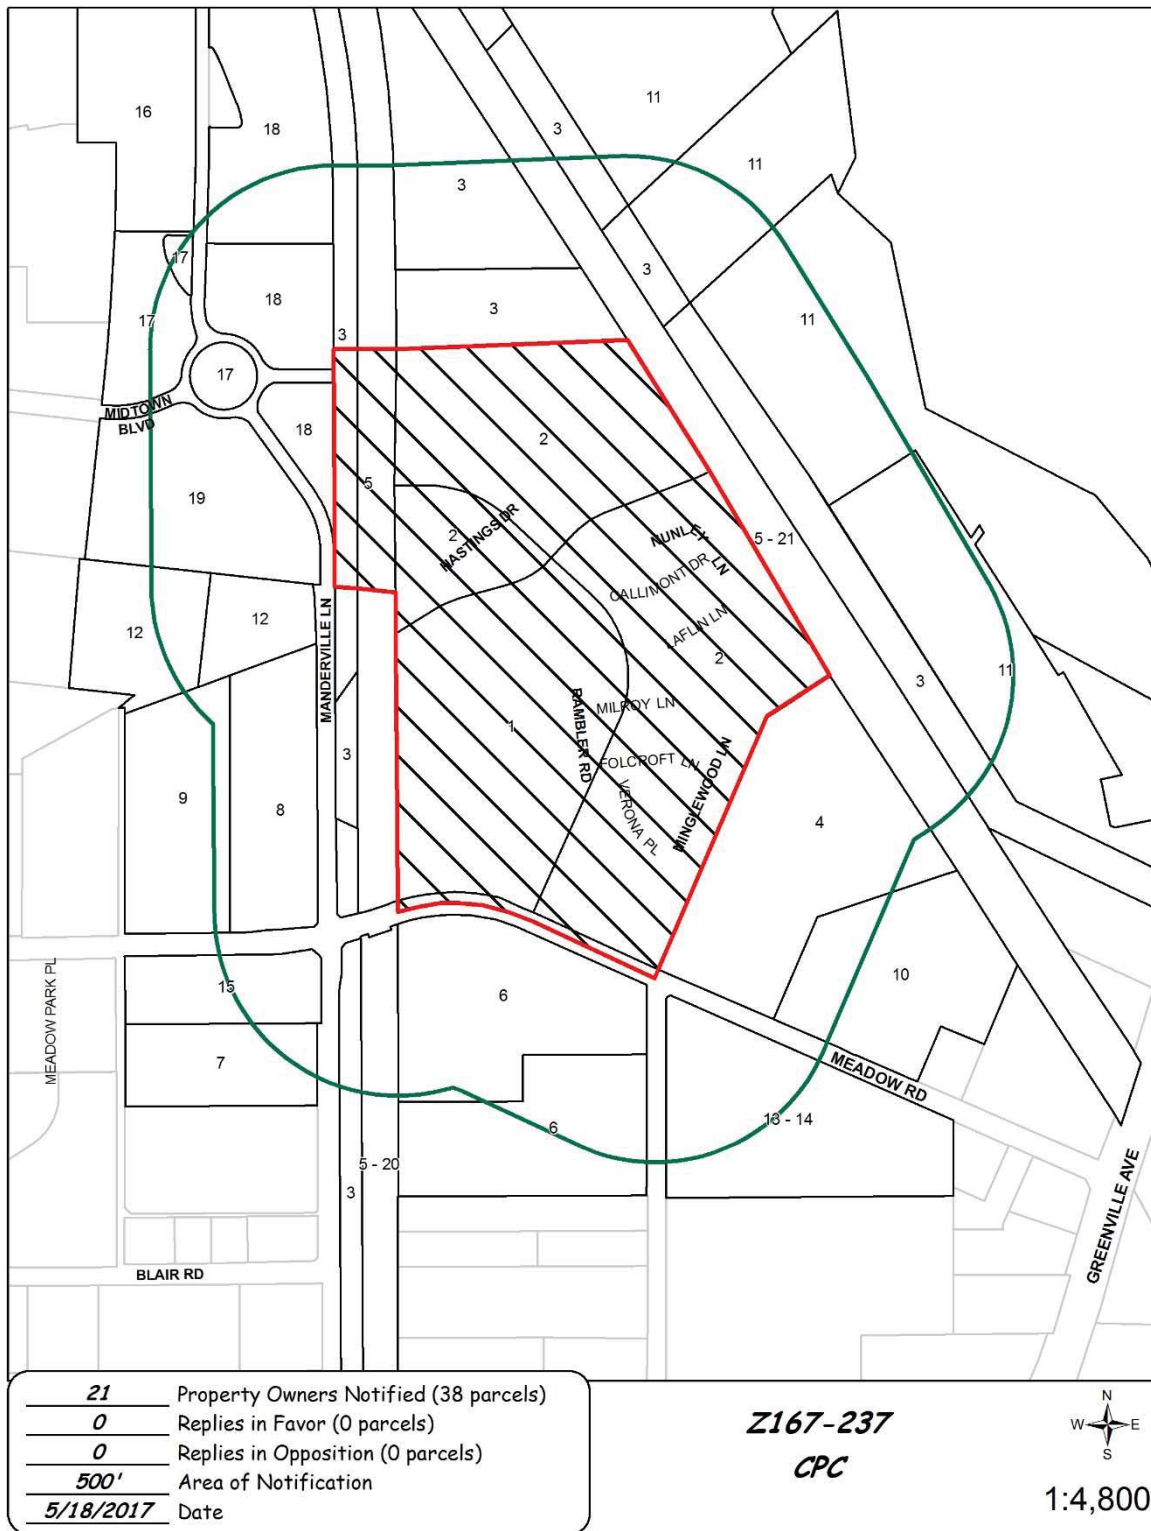 16
18
11
3
11
3
17
3
18
3
11
17
3
3
17
MIDTOWN
BLVD
18
2
19
5
HASTINGS DR
2
NUNLEY LN
5 - 21
CALLIMONT DR
LAFLIN LN
12
12
MANDERVILLE LN
2
3
11
RAMBLER RD
MILROY LN
1
3
FOLCROFT LN
MINGLEWOOD LN
VERONA PL
9
8
4
MEADOW PARK PL
15
6
10
7
MEADOW RD
6
13 - 14
5 - 20
3
GREENVILLE AVE
BLAIR RD
21 Property Owners Notified (38 parcels)
0 Replies in Favor (0 parcels)
0 Replies in Opposition (0 parcels)
500' Area of Notification
5/18/2017 Date
Z167-237
CPC
N
W E
S
1:4,800